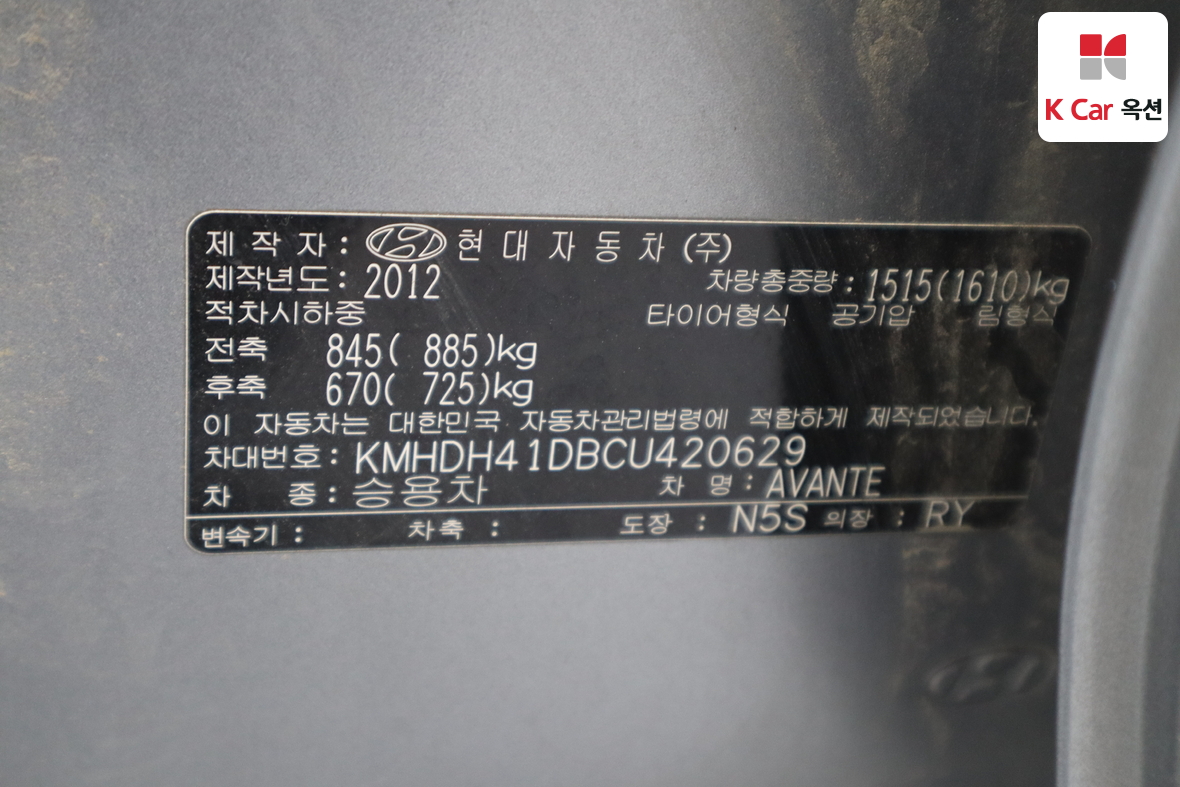 K Car 옥션
제 작 자 : 현 대 자 동 차 (주)
제작년도 : 2012 차량총중량 : 1515(1610)kg
적차시하중 타이어형식 공기압 림형식
전축 845( 885)kg
후축 670( 725)kg
이 자동차는 대한민국 자동차관리법령에 적합하게 제작되었습니다.
차대번호 : KMHDH41DBCU420629
차 종 : 승용차 차 명 : AVANTE
변속기 : 차축 : 도장 : N5S 의장 : RY